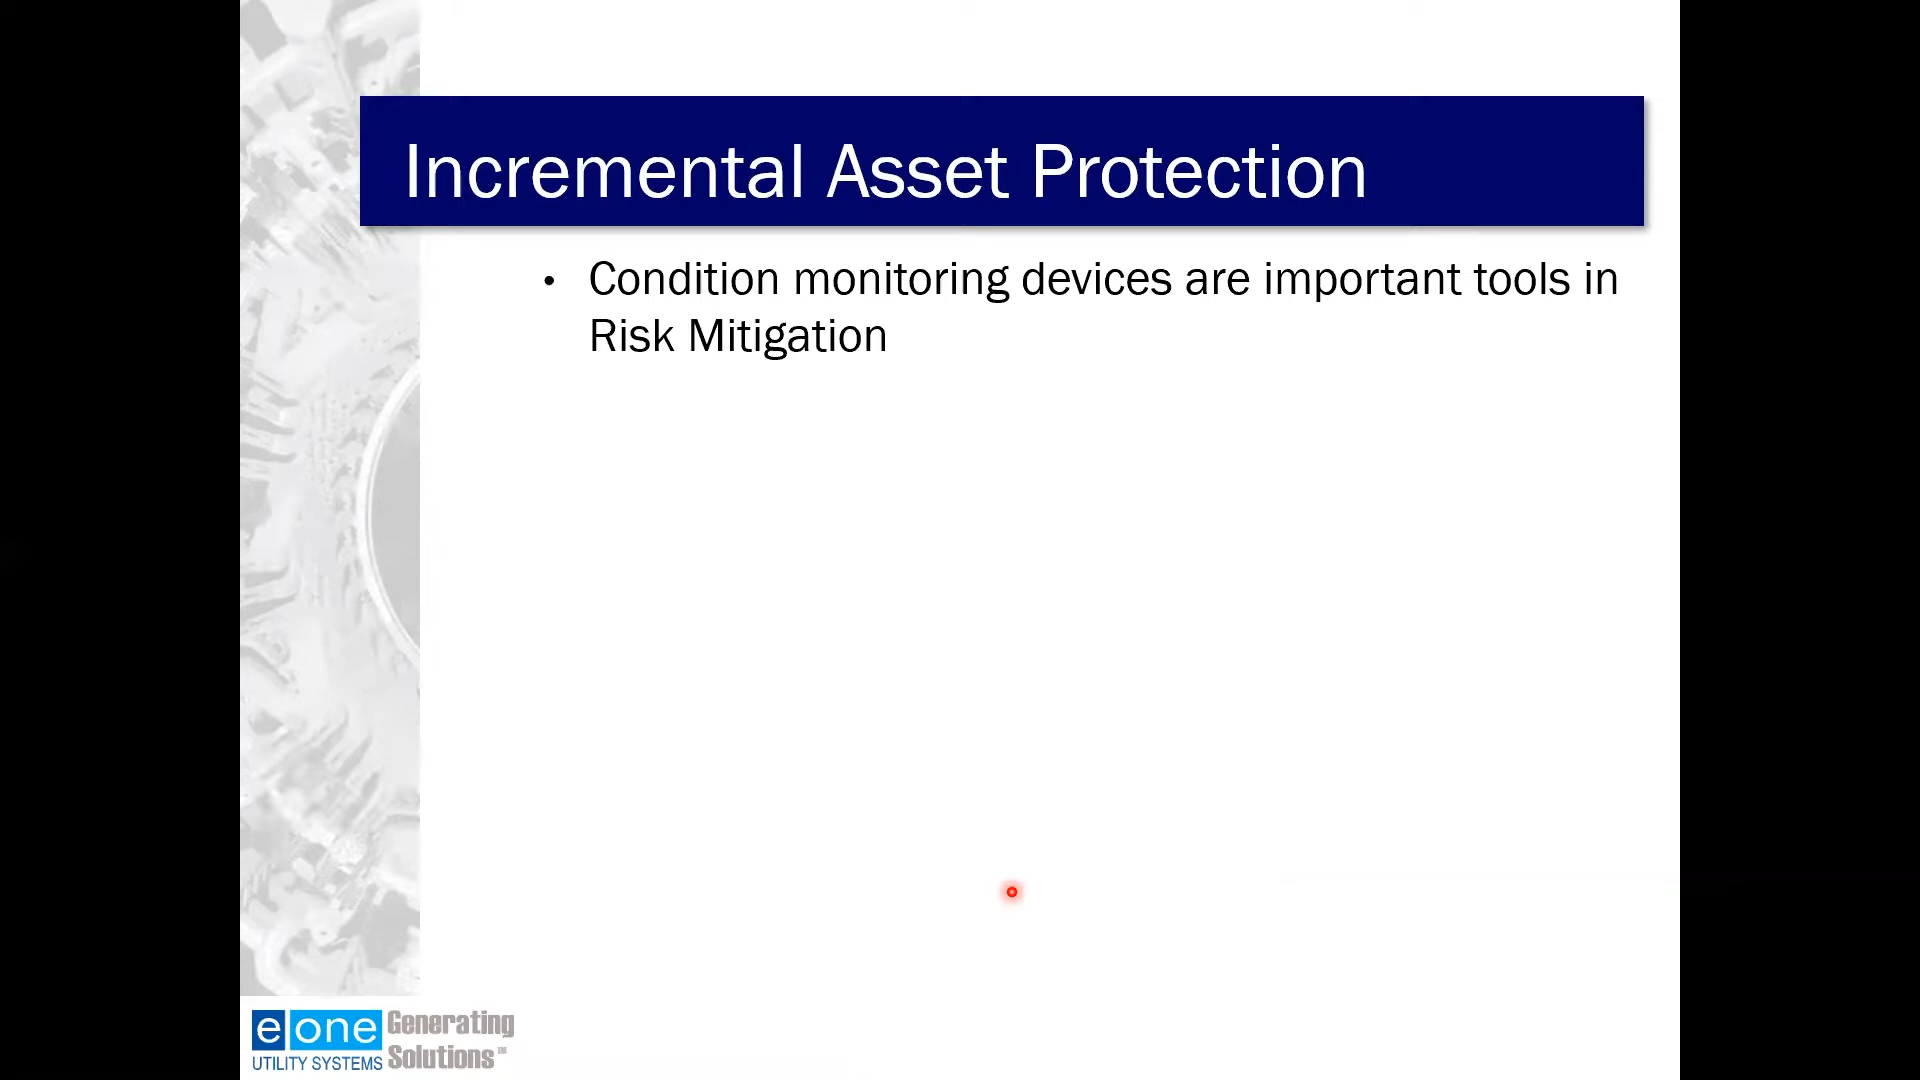 Incremental Asset Protection
• Condition monitoring devices are important tools in
Risk Mitigation
e one Generating
UTILITY SYSTEMS Solutions™